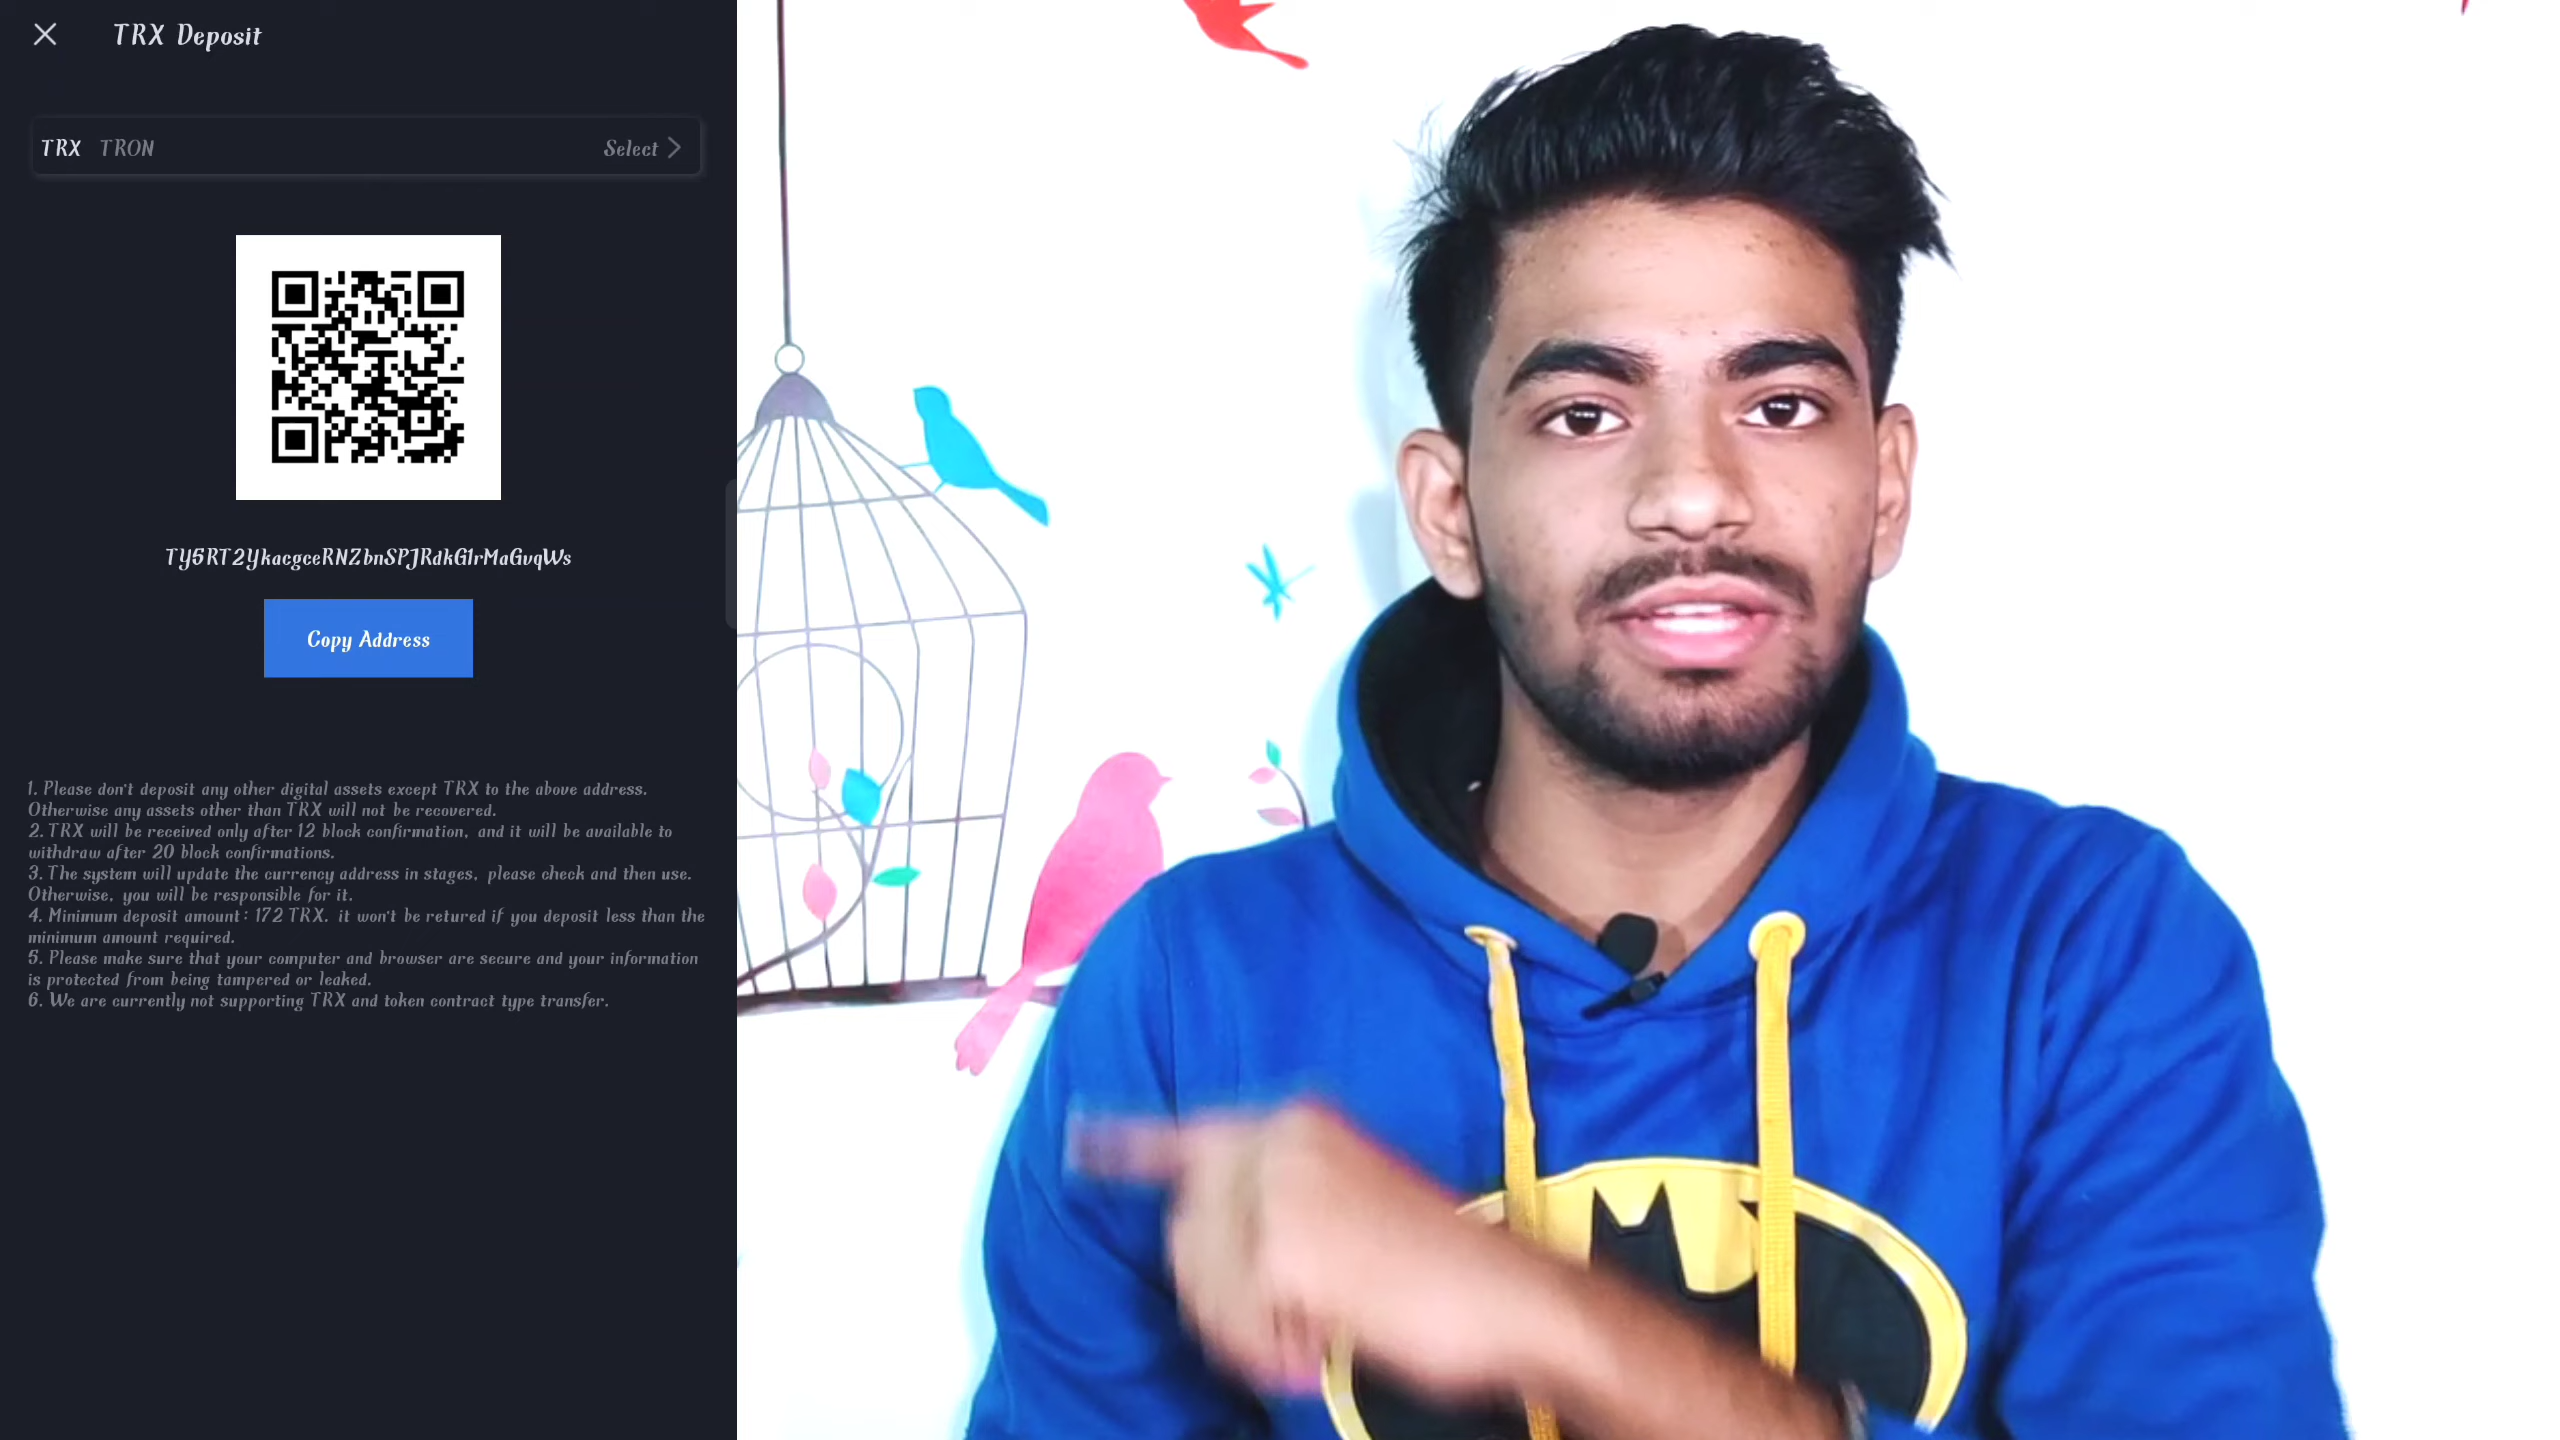 TRX Deposit
TRX TRON Select
TY5RT2YkacgceRNZbnSPJRdkG1rMaGvqWs
Copy Address
1. Please don't deposit any other digital assets except TRX to the above address.
Otherwise any assets other than TRX will not be recovered.
2. TRX will be received only after 12 block confirmation, and it will be available to
withdraw after 20 block confirmations.
3. The system will update the currency address in stages, please check and then use.
Otherwise, you will be responsible for it.
4. Minimum deposit amount: 172 TRX. it won't be retured if you deposit less than the
minimum amount required.
5. Please make sure that your computer and browser are secure and your information
is protected from being tampered or leaked.
6. We are currently not supporting TRX and token contract type transfer.